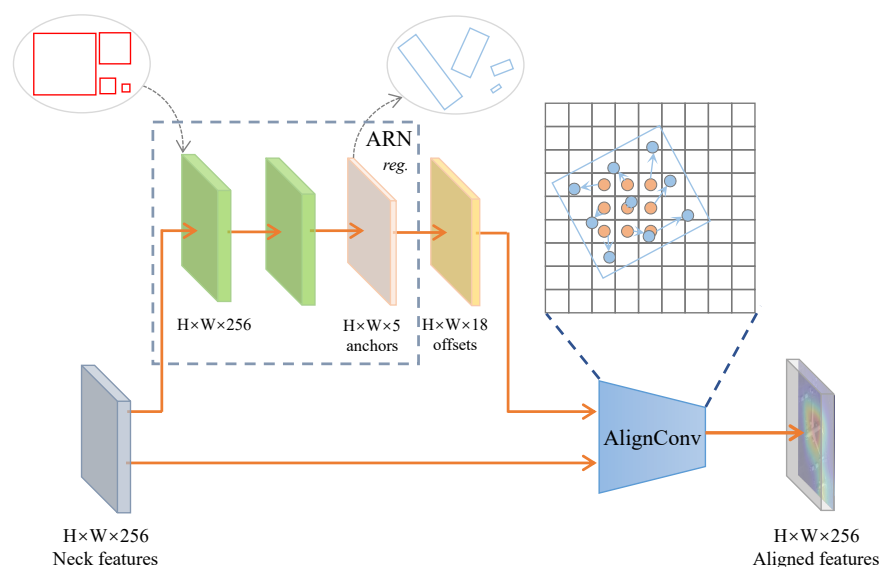 ARN
reg.
H×W×256
H×W×5
anchors
H×W×18
offsets
AlignConv
H×W×256
Neck features
H×W×256
Aligned features